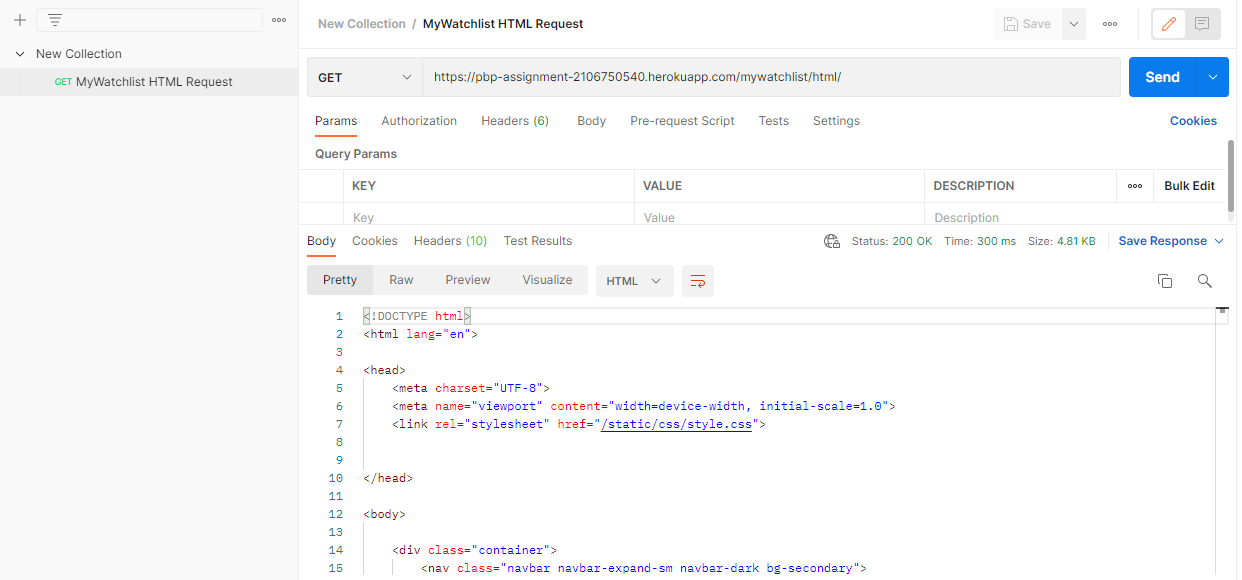 New Collection / MyWatchlist HTML Request
Save
New Collection
GET MyWatchlist HTML Request
GET
https://pbp-assignment-2106750540.herokuapp.com/mywatchlist/html/
Send
Params Authorization Headers (6) Body Pre-request Script Tests Settings Cookies
Query Params
KEY VALUE DESCRIPTION Bulk Edit
Key Value Description
Body Cookies Headers (10) Test Results Status: 200 OK Time: 300 ms Size: 4.81 KB Save Response
Pretty Raw Preview Visualize HTML
1 <!DOCTYPE html>
2 <html lang="en">
3
4 <head>
5 <meta charset="UTF-8">
6 <meta name="viewport" content="width=device-width, initial-scale=1.0">
7 <link rel="stylesheet" href="/static/css/style.css">
8
9
10 </head>
11
12 <body>
13
14 <div class="container">
15 <nav class="navbar navbar-expand-sm navbar-dark bg-secondary">